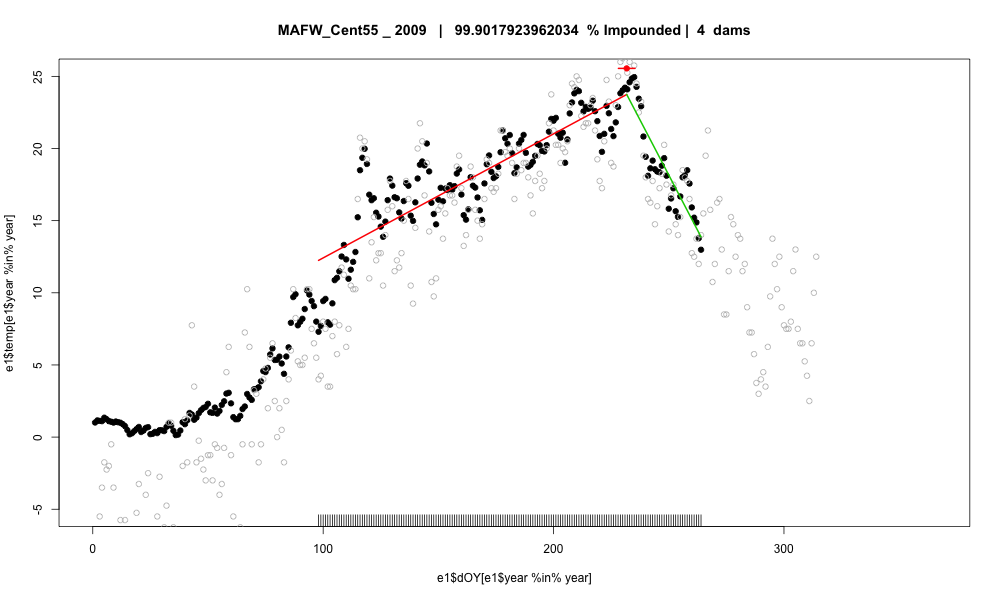 MAFW_Cent55 _ 2009 | 99.9017923962034 % Impounded | 4 dams
25
20
15
10
5
0
-5
e1$temp[e1$year %in% year]
0 100 200 300
e1$dOY[e1$year %in% year]